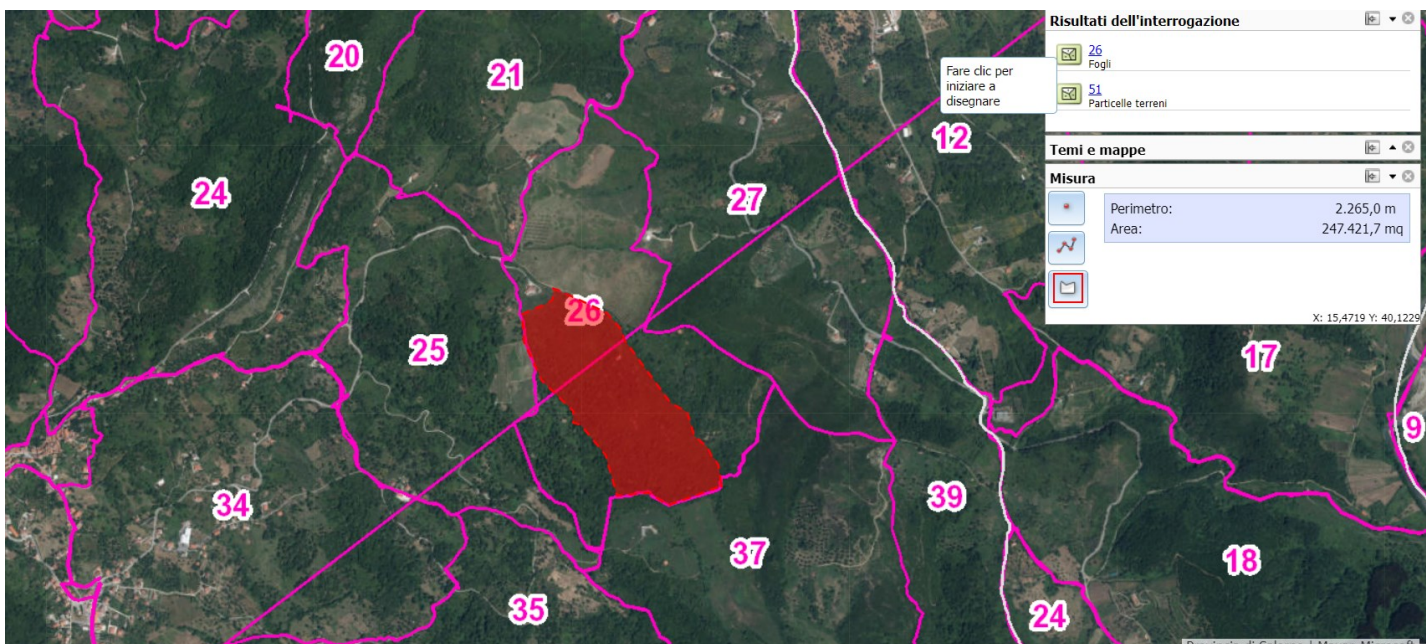 Risultati dell'interrogazione
26
Fogli
51
Particelle terreni
Fare clic per
iniziare a
disegnare
Temi e mappe
Misura
Perimetro: 2.265,0 m
Area: 247.421,7 mq
X: 15,4719 Y: 40,1229
20
21
12
24
27
26
25
17
9
34
39
37
18
35
24